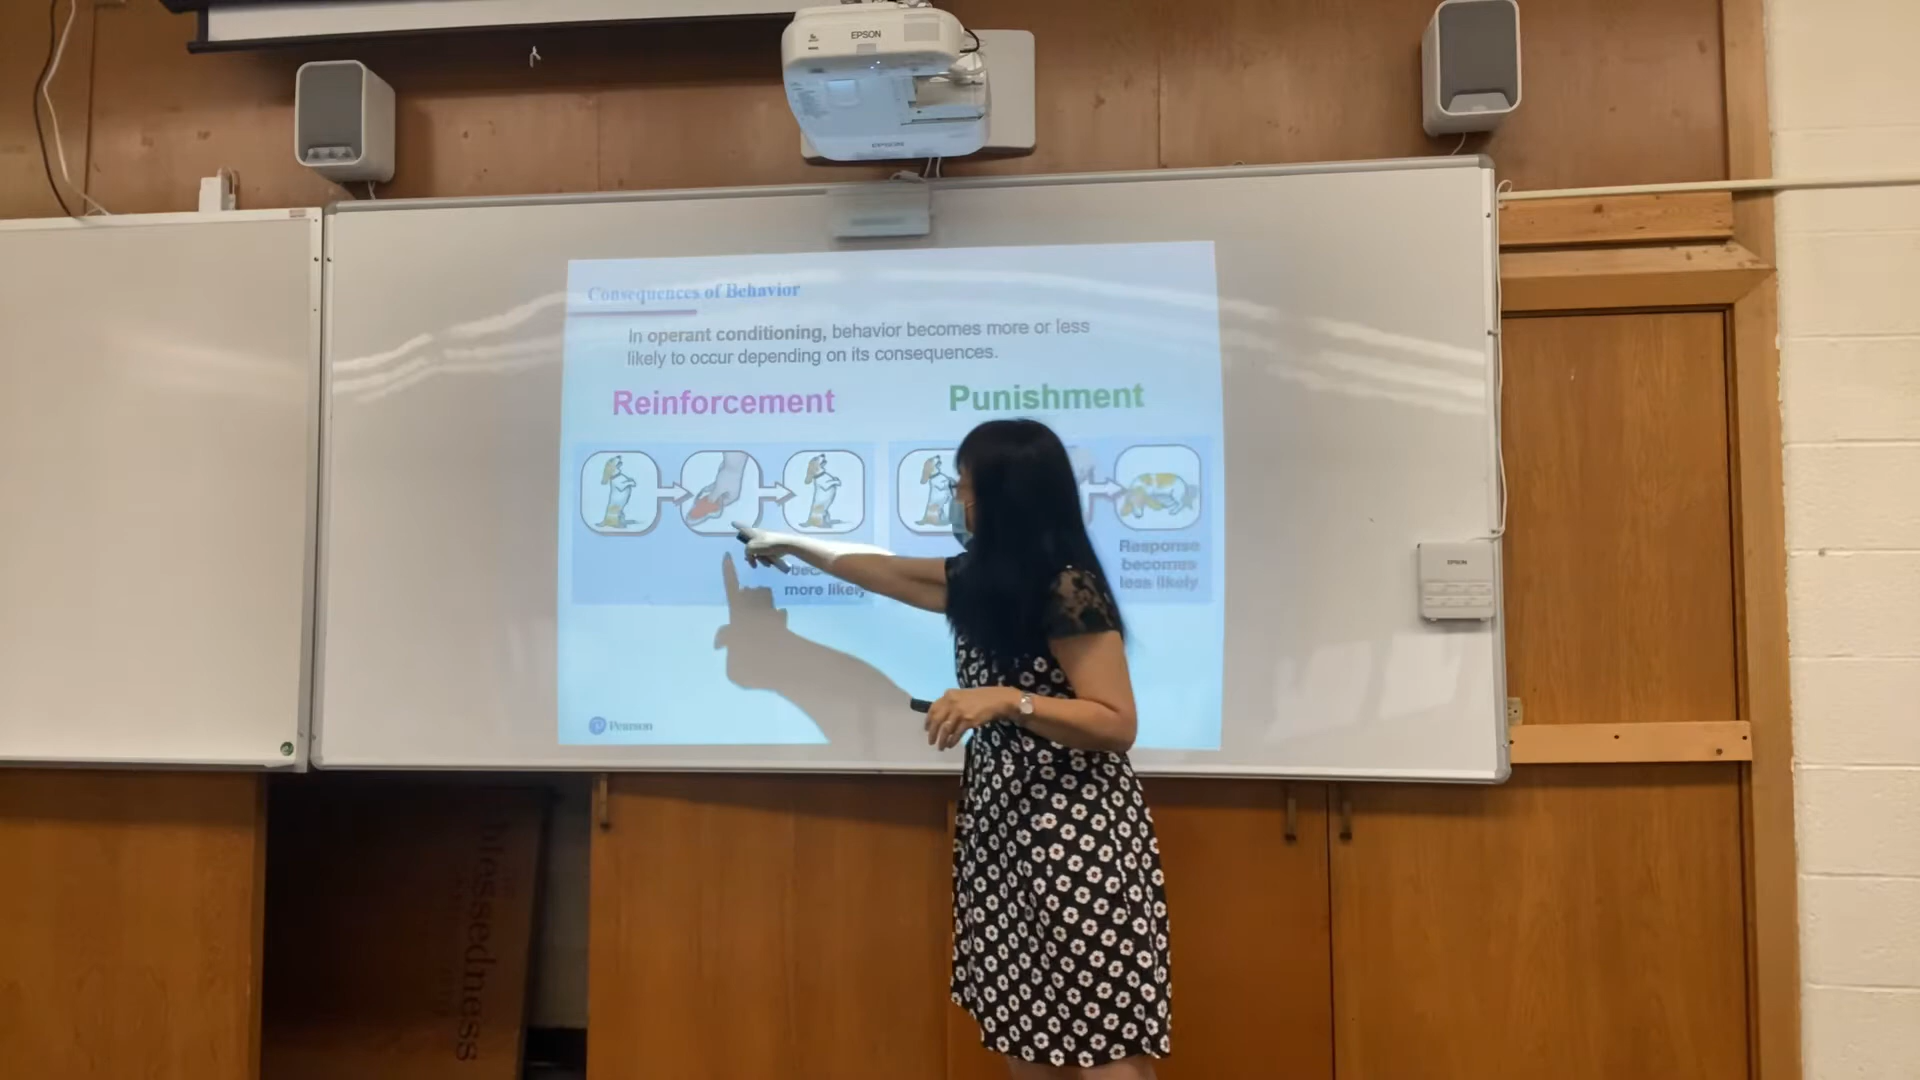 EPSON
EPSON
Consequences of Behavior
In operant conditioning, behavior becomes more or less
likely to occur depending on its consequences.
Reinforcement
Punishment
more likely
Response
becomes
less likely
Pearson
EPSON